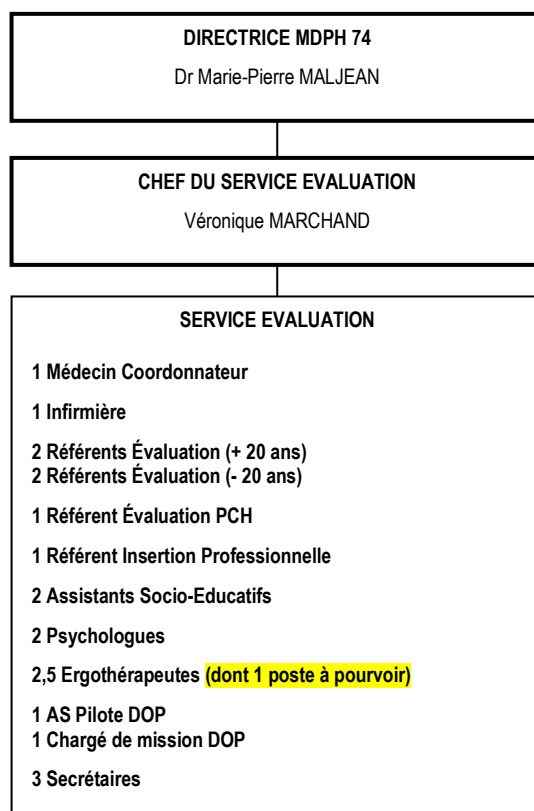 DIRECTRICE MDPH 74
Dr Marie-Pierre MALJEAN
CHEF DU SERVICE EVALUATION
Véronique MARCHAND
SERVICE EVALUATION
1 Médecin Coordonnateur
1 Infirmière
2 Référents Évaluation (+ 20 ans)
2 Référents Évaluation (- 20 ans)
1 Référent Évaluation PCH
1 Référent Insertion Professionnelle
2 Assistants Socio-Educatifs
2 Psychologues
2,5 Ergothérapeutes (dont 1 poste à pourvoir)
1 AS Pilote DOP
1 Chargé de mission DOP
3 Secrétaires